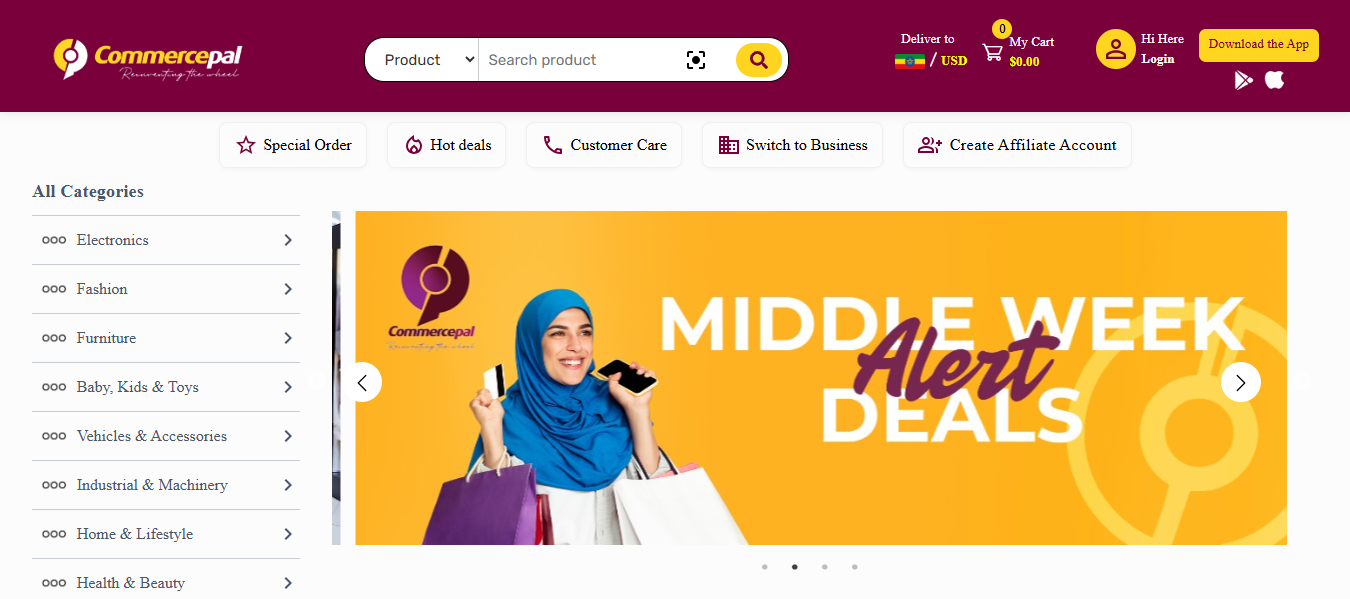 Commercepal
Reinventing the wheel
Product
Search product
Deliver to
/ USD
0
My Cart
$0.00
Hi Here
Login
Download the App
Special Order
Hot deals
Customer Care
Switch to Business
Create Affiliate Account
All Categories
Electronics
Fashion
Furniture
Baby, Kids & Toys
Vehicles & Accessories
Industrial & Machinery
Home & Lifestyle
Health & Beauty
Commercepal
Reinventing the wheel
MIDDLE WEEK
Alert
DEALS